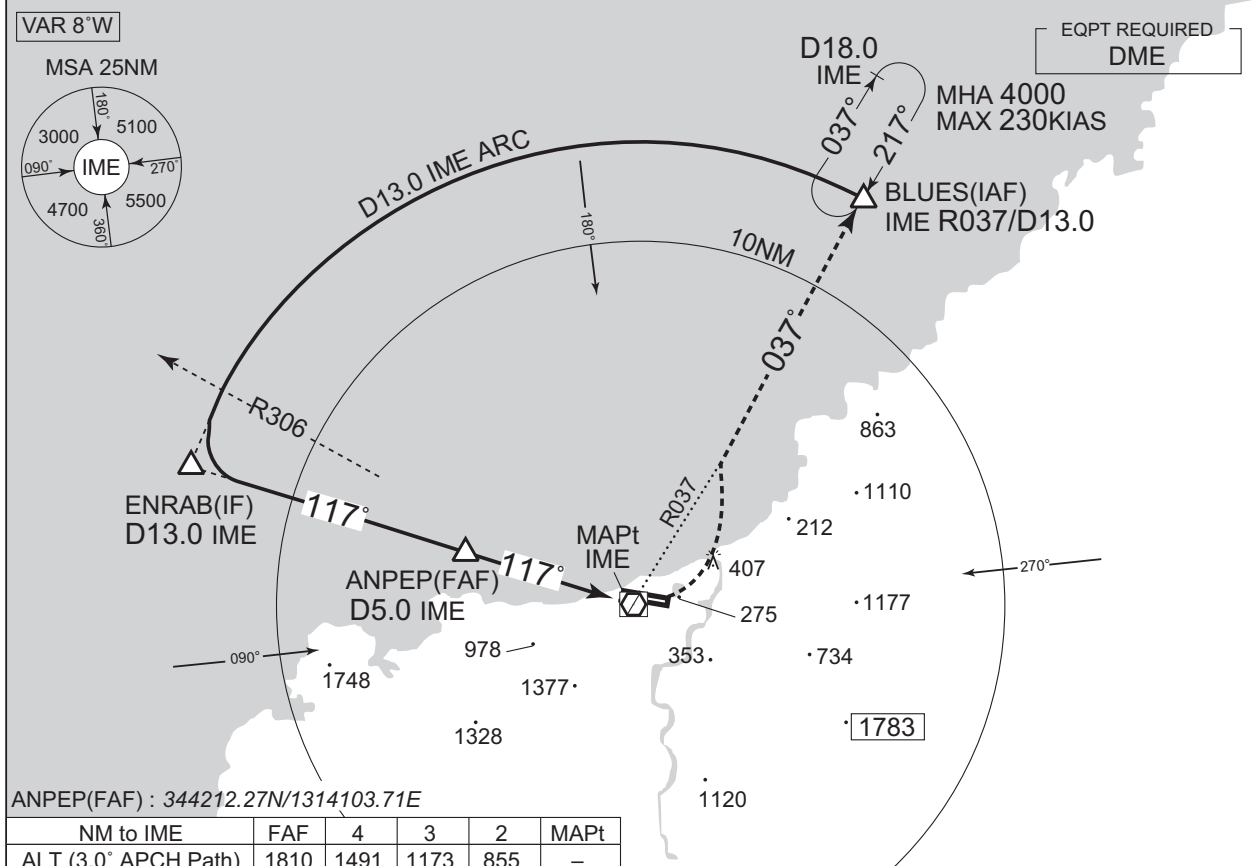 VAR 8°W
MSA 25NM
180°
3000
5100
090°
IME
270°
4700
5500
360°
EQPT REQUIRED
DME
D18.0
IME
037°
217°
MHA 4000
MAX 230KIAS
D13.0 IME ARC
BLUES(IAF)
IME R037/D13.0
180°
10NM
037°
R306
863
ENRAB(IF)
D13.0 IME
117°
R037
1110
212
MAPt
IME
117°
407
270°
ANPEP(FAF)
D5.0 IME
275
1177
090°
978
353
734
1748
1377
1328
1783
1120
ANPEP(FAF) : 344212.27N/1314103.71E
NM to IME FAF 4 3 2 MAPt
ALT (3.0° APCH Path) 1810 1491 1173 855 –